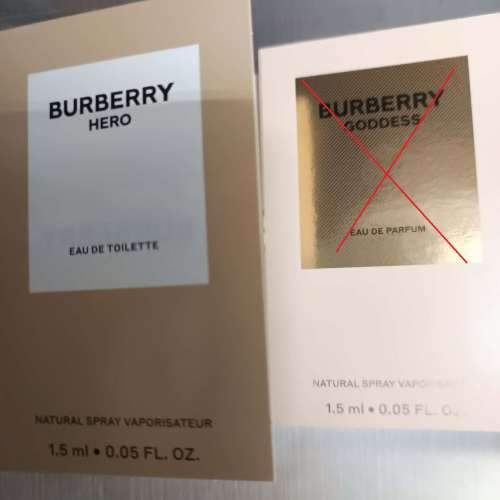 BURBERRY
HERO
EAU DE TOILETTE
NATURAL SPRAY VAPORISATEUR
1.5 ml • 0.05 FL. OZ.
BURBERRY
GODDESS
EAU DE PARFUM
NATURAL SPRAY
1.5 ml • 0.05 FL.